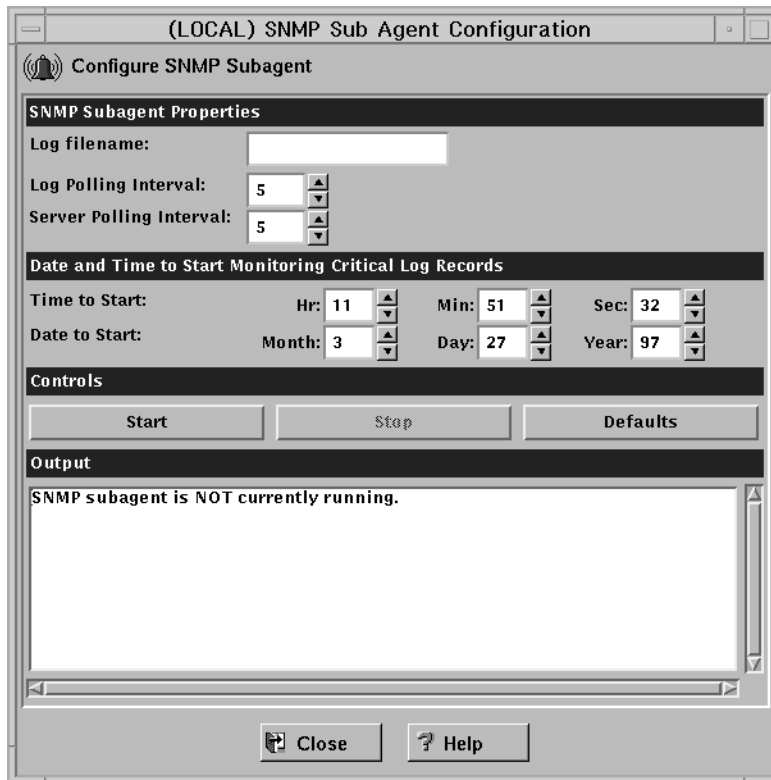 (LOCAL) SNMP Sub Agent Configuration
Configure SNMP Subagent
SNMP Subagent Properties
Log filename:
Log Polling Interval: 5
Server Polling Interval: 5
Date and Time to Start Monitoring Critical Log Records
Time to Start: Hr: 11 Min: 51 Sec: 32
Date to Start: Month: 3 Day: 27 Year: 97
Controls
Start Stop Defaults
Output
SNMP subagent is NOT currently running.
Close Help